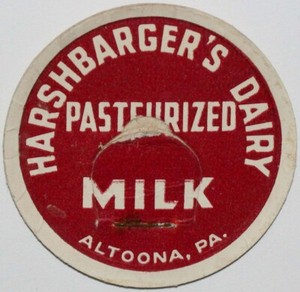 HARSHBARGER'S DAIRY
PASTEURIZED
MILK
ALTOONA, PA.